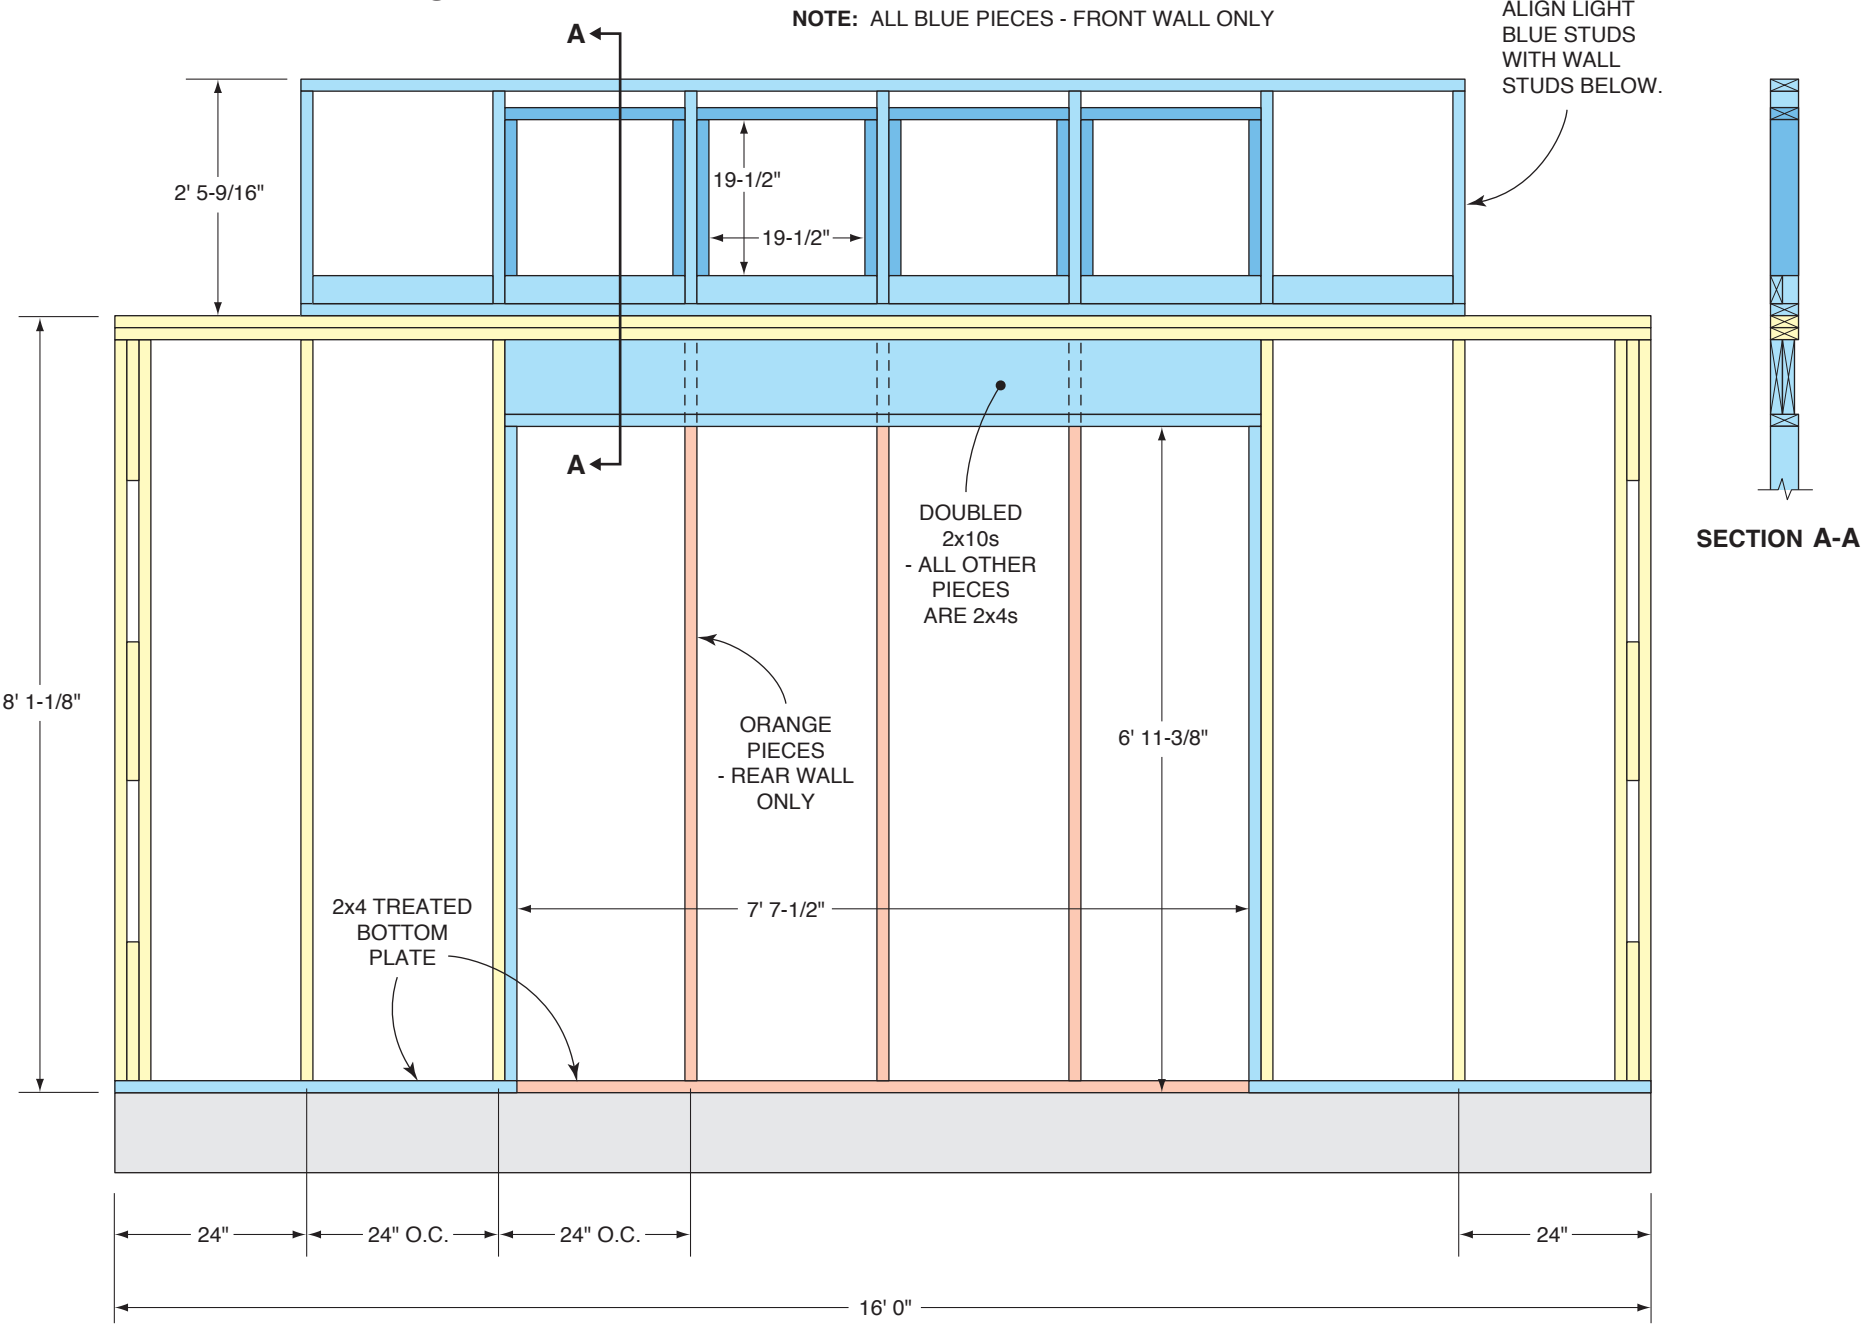 NOTE: ALL BLUE PIECES - FRONT WALL ONLY
ALIGN LIGHT
BLUE STUDS
WITH WALL
STUDS BELOW.
A
2' 5-9/16"
19-1/2"
19-1/2"
A
DOUBLED
2x10s
- ALL OTHER
PIECES
ARE 2x4s
SECTION A-A
8' 1-1/8"
ORANGE
PIECES
- REAR WALL
ONLY
6' 11-3/8"
2x4 TREATED
BOTTOM
PLATE
7' 7-1/2"
24"
24" O.C.
24" O.C.
24"
16' 0"